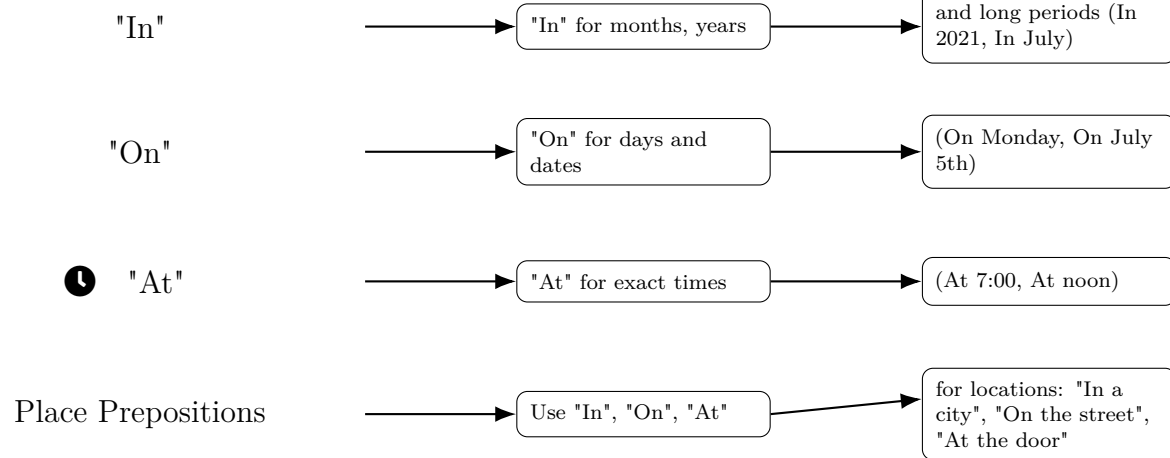 "In"
"In" for months, years
and long periods (In
2021, In July)
"On"
"On" for days and
dates
(On Monday, On July
5th)
"At"
"At" for exact times
(At 7:00, At noon)
Place Prepositions
Use "In", "On", "At"
for locations: "In a
city", "On the street",
"At the door"